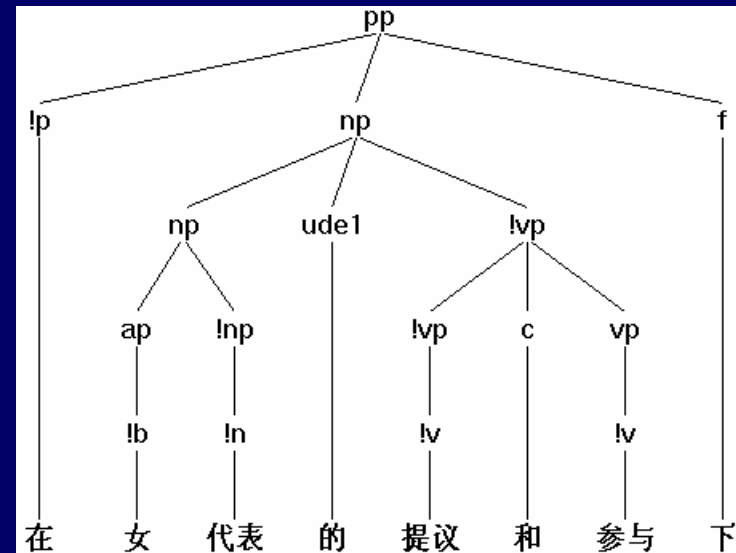 pp
!p np f
np ude1 !vp
ap !np !vp c vp
!b !n !v !v
在 女 代表 的 提议 和 参与 下